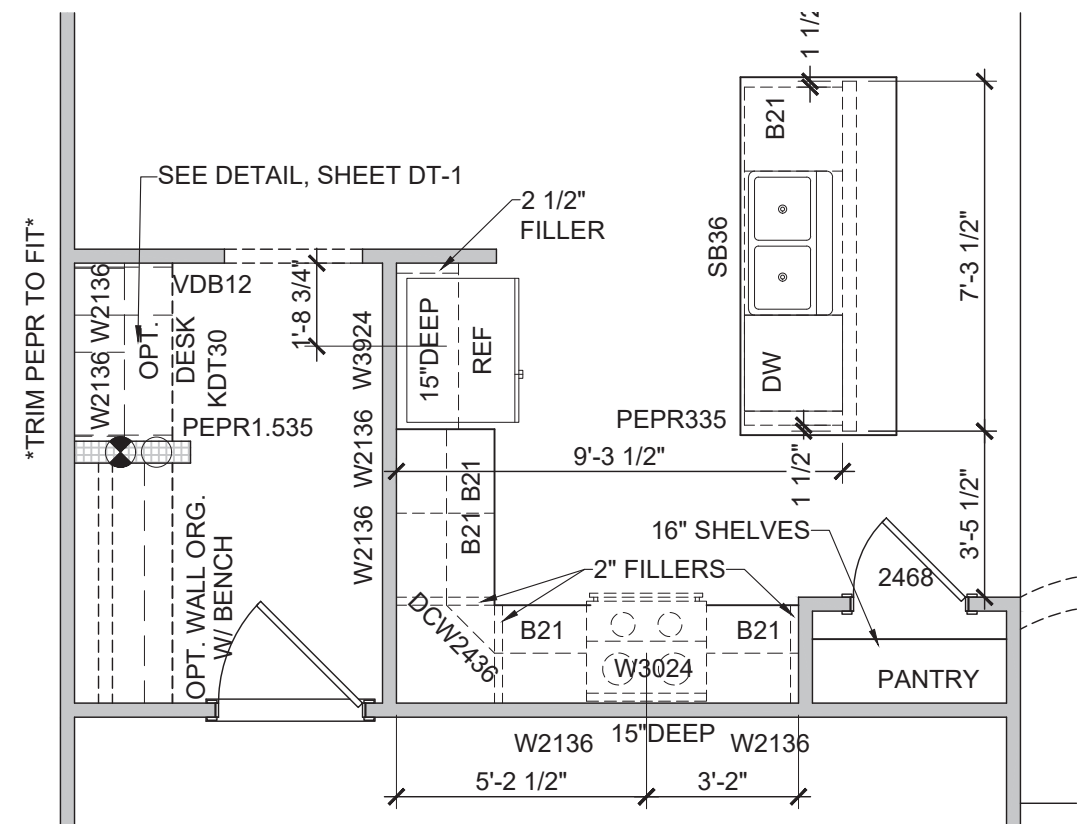 1 1/2"
B21
SEE DETAIL, SHEET DT-1
2 1/2"
FILLER
*TRIM PEPR TO FIT*
SB36
7'-3 1/2"
W2136
W2136
VDB12
OPT.
DESK
KDT30
1'-8 3/4"
W3924
15"DEEP
REF
DW
PEPR1.535
PEPR335
9'-3 1/2"
1 1/2"
W2136
W2136
B21
B21
3'-5 1/2"
16" SHELVES
2468
OPT. WALL ORG.
W/ BENCH
2" FILLERS
DCW2436
B21
B21
W3024
PANTRY
15"DEEP
W2136
W2136
5'-2 1/2"
3'-2"